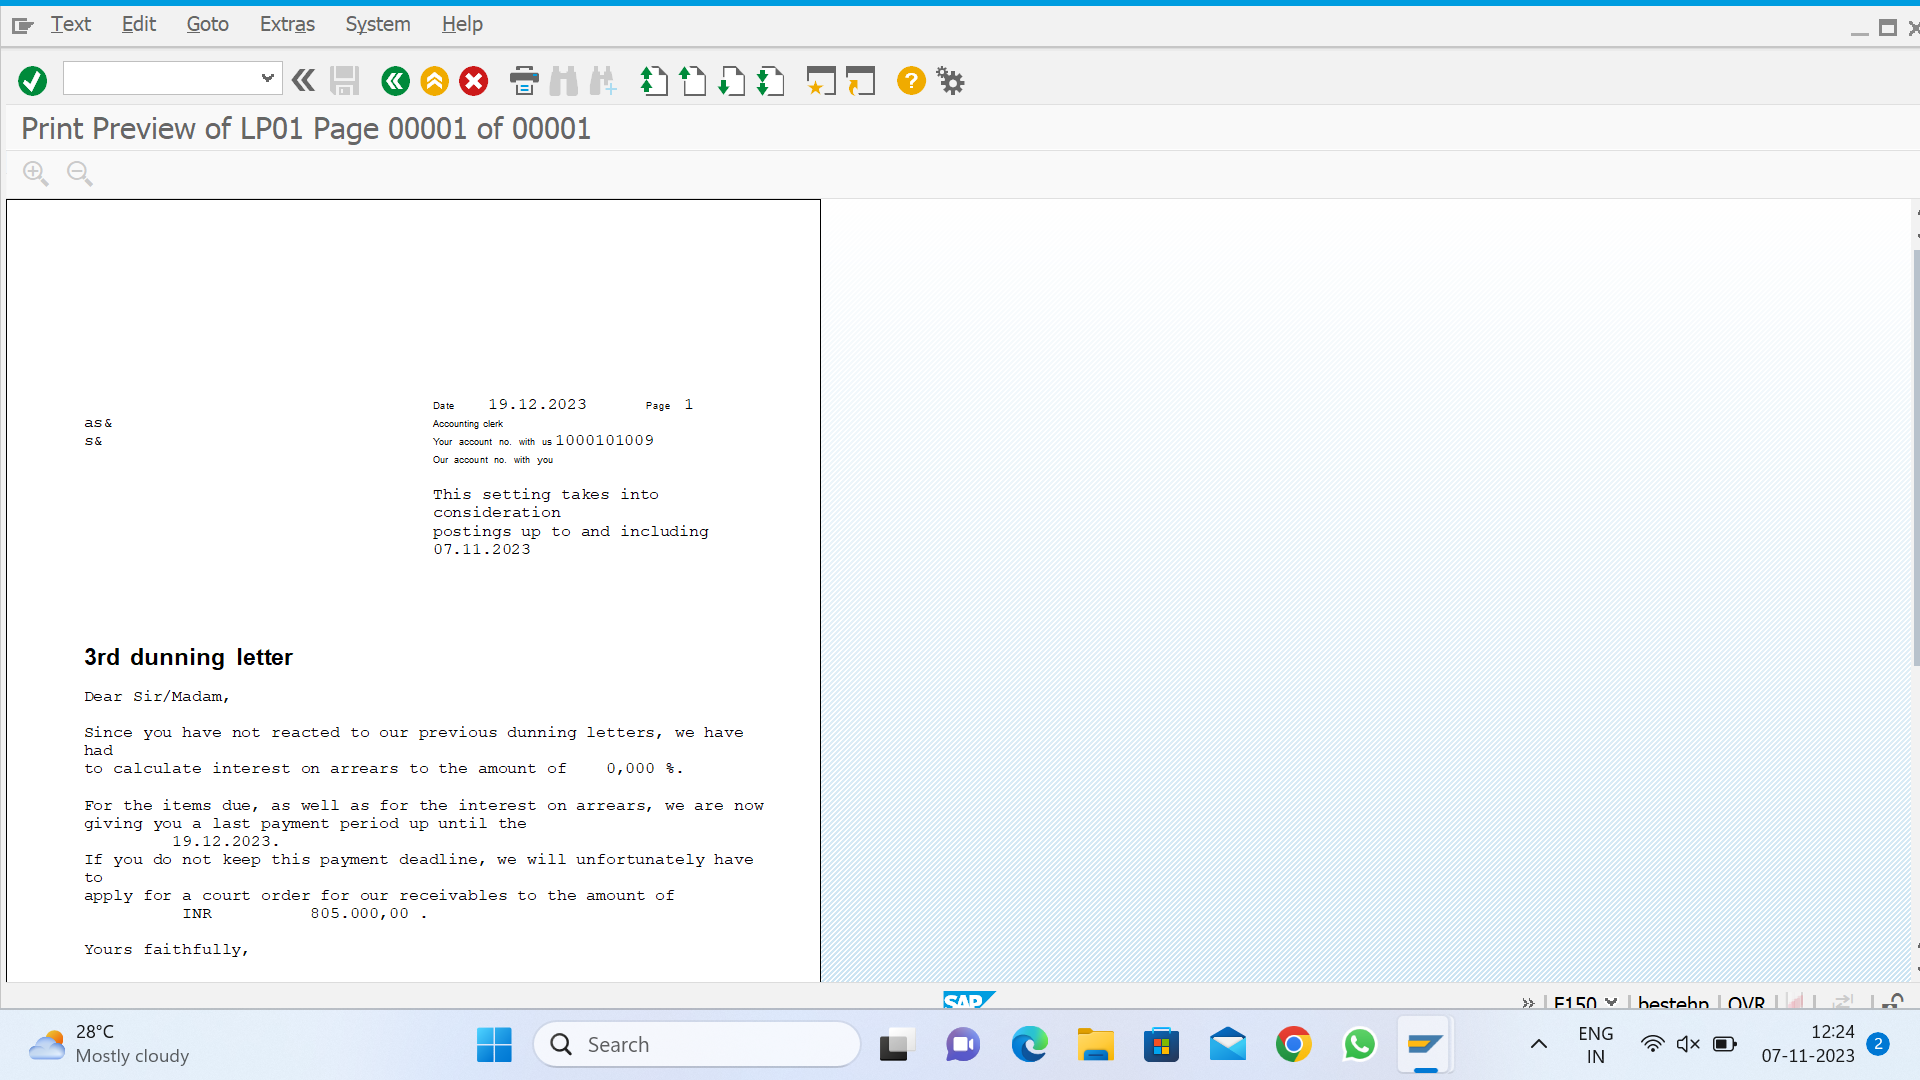 Text Edit Goto Extras System Help
Print Preview of LP01 Page 00001 of 00001
Date 19.12.2023 Page 1
as& Accounting clerk
s& Your account no. with us 1000101009
Our account no. with you
This setting takes into
consideration
postings up to and including
07.11.2023
3rd dunning letter
Dear Sir/Madam,
Since you have not reacted to our previous dunning letters, we have
had
to calculate interest on arrears to the amount of 0,000 %.
For the items due, as well as for the interest on arrears, we are now
giving you a last payment period up until the
19.12.2023.
If you do not keep this payment deadline, we will unfortunately have
to
apply for a court order for our receivables to the amount of
INR 805.000,00 .
Yours faithfully,
SAP
F150 bestehp OVR
28°C
Mostly cloudy
Search
ENG
IN
12:24
07-11-2023
2